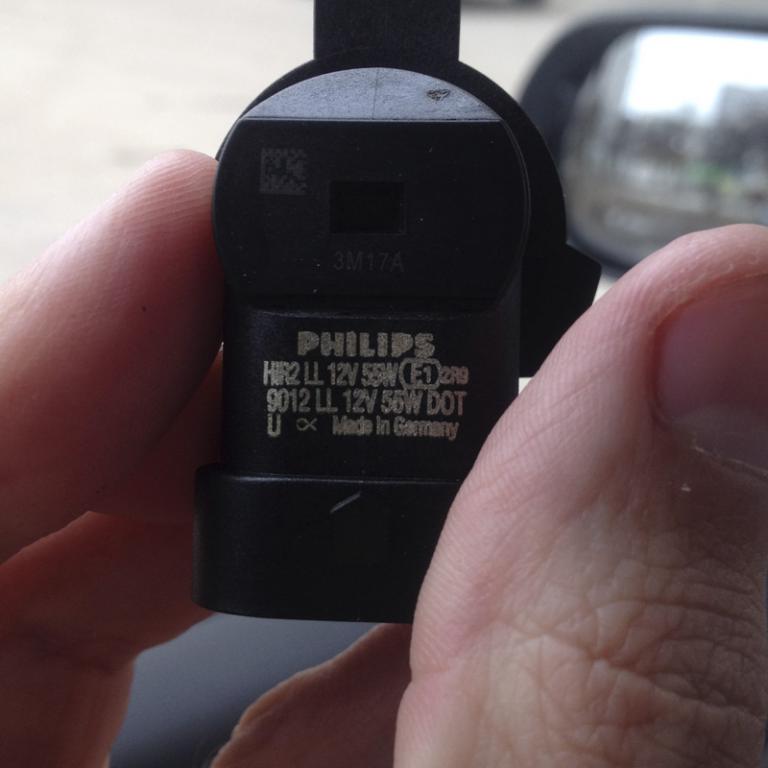 3M17A
PHILIPS
HIR2 LL 12V 55W E1 2R9
9012 LL 12V 55W DOT
U ∝ Made in Germany